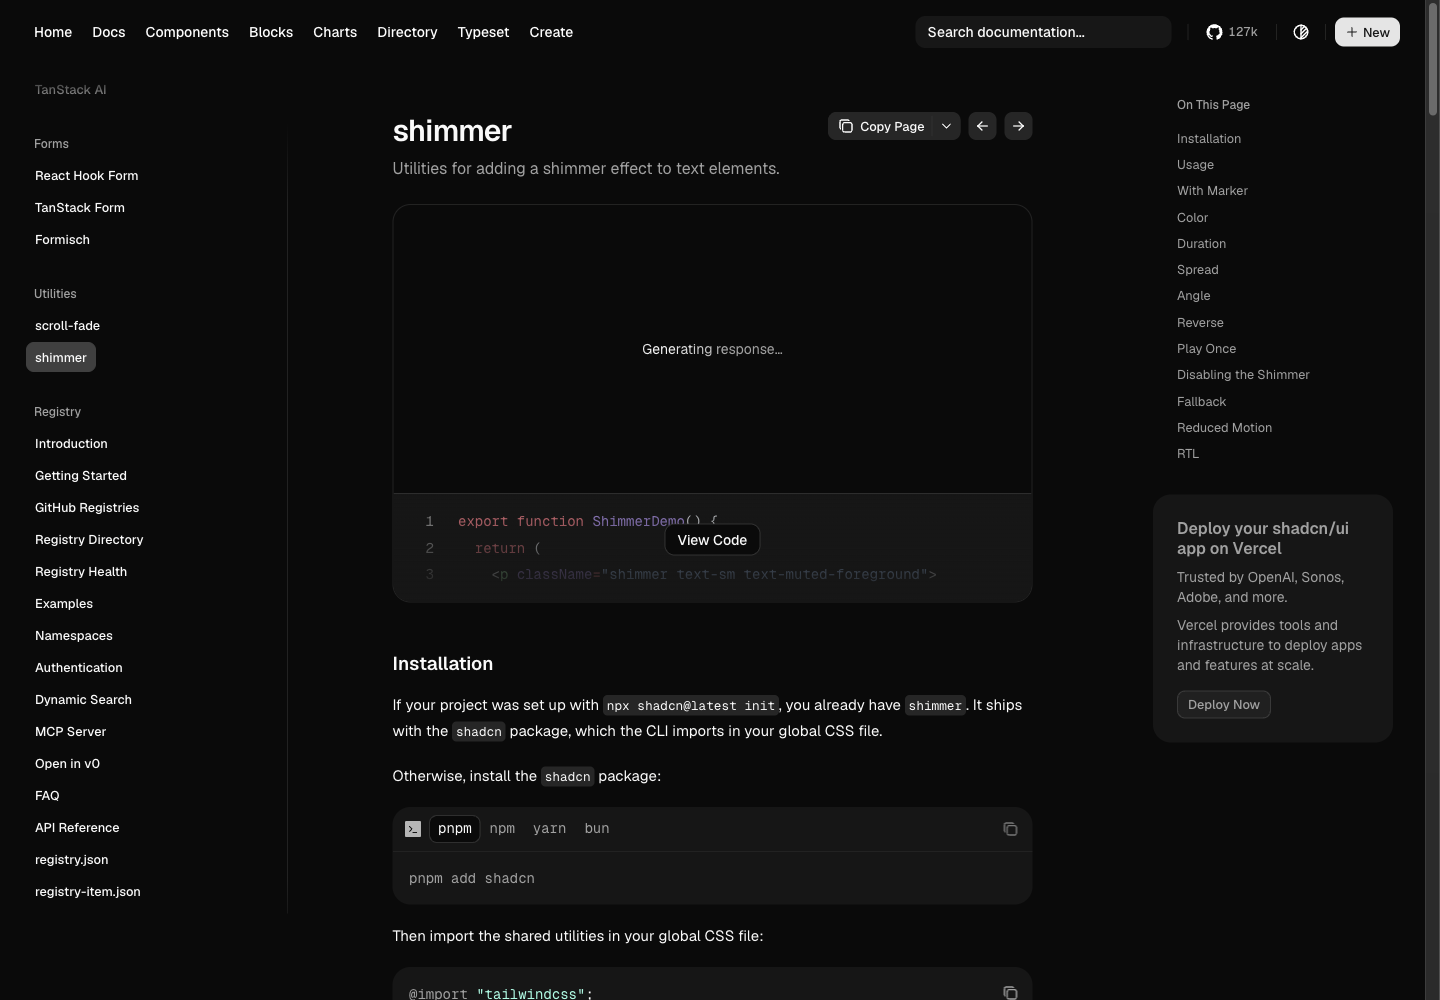 Home Docs Components Blocks Charts Directory Typeset Create
Search documentation...
127k
New
TanStack AI
Forms
React Hook Form
TanStack Form
Formisch
Utilities
scroll-fade
shimmer
Registry
Introduction
Getting Started
GitHub Registries
Registry Directory
Registry Health
Examples
Namespaces
Authentication
Dynamic Search
MCP Server
Open in v0
FAQ
API Reference
registry.json
registry-item.json
shimmer
Copy Page
Utilities for adding a shimmer effect to text elements.
Generating response...
1 export function ShimmerDemo() {
2 return (
3 <p className="shimmer text-sm text-muted-foreground">
View Code
Installation
If your project was set up with npx shadcn@latest init, you already have shimmer. It ships
with the shadcn package, which the CLI imports in your global CSS file.
Otherwise, install the shadcn package:
pnpm npm yarn bun
pnpm add shadcn
Then import the shared utilities in your global CSS file:
@import "tailwindcss";
On This Page
Installation
Usage
With Marker
Color
Duration
Spread
Angle
Reverse
Play Once
Disabling the Shimmer
Fallback
Reduced Motion
RTL
Deploy your shadcn/ui
app on Vercel
Trusted by OpenAI, Sonos,
Adobe, and more.
Vercel provides tools and
infrastructure to deploy apps
and features at scale.
Deploy Now